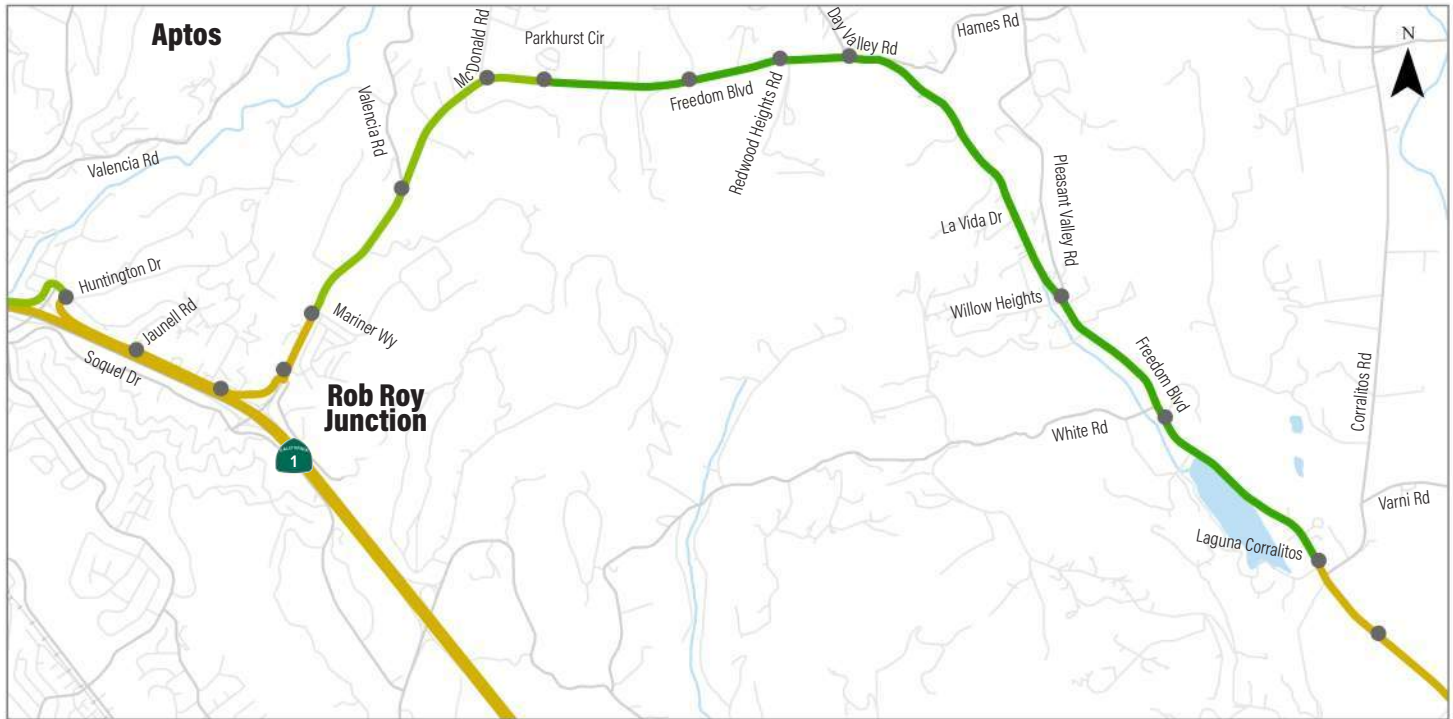 Aptos
McDonald Rd
Parkhurst Cir
Day Valley Rd
Hames Rd
N
Valencia Rd
Freedom Blvd
Redwood Heights Rd
Valencia Rd
Pleasant Valley Rd
La Vida Dr
Huntington Dr
Willow Heights
Jaunell Rd
Mariner Wy
Soquel Dr
Freedom Blvd
Corralitos Rd
Rob Roy
Junction
White Rd
CALIFORNIA
1
Varni Rd
Laguna Corralitos